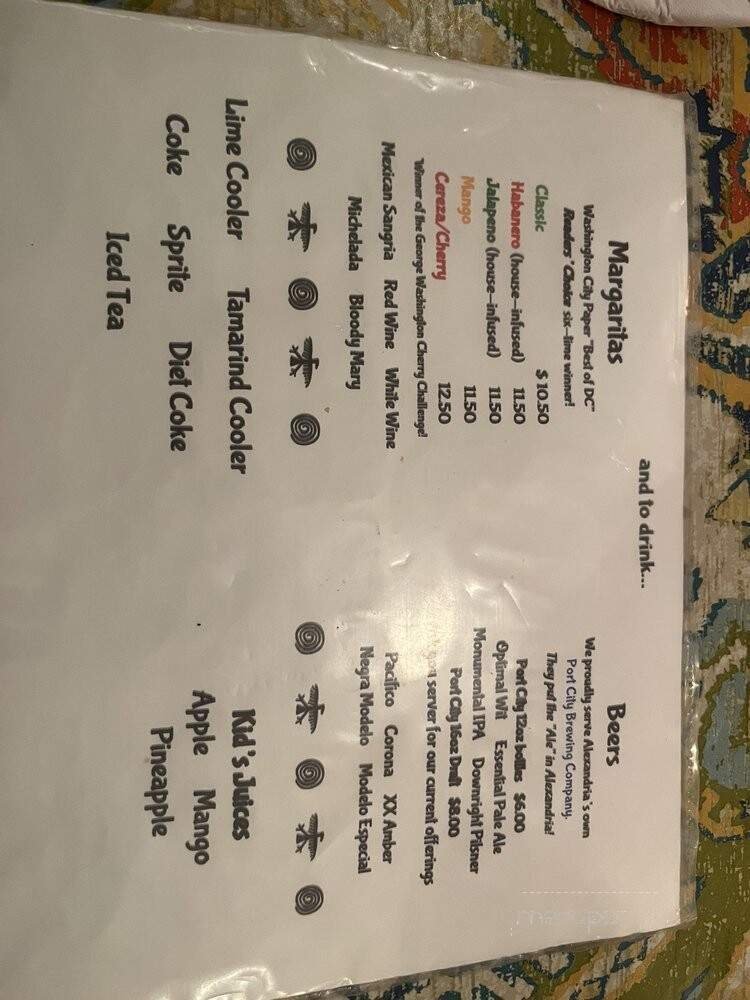 and to drink...
Margaritas
Washington City Paper "Best of DC"
Readers' Choice six-time winner!
Classic $ 10.50
Habanero (house-infused) 11.50
Jalapeno (house-infused) 11.50
Mango 11.50
Cereza/Cherry 12.50
Winner of the George Washington Cherry Challenge!
Mexican Sangria Red Wine White Wine
Michelada Bloody Mary
Lime Cooler Tamarind Cooler
Coke Sprite Diet Coke
Iced Tea
Beers
We proudly serve Alexandria's own
Port City Brewing Company.
They put the "Ale" in Alexandria!
Port City 12oz bottles $6.00
Optimal Wit Essential Pale Ale
Monumental IPA Downright Pilsner
Port City 16oz Draft $8.00
server for our current offerings
Pacifico Corona XX Amber
Negra Modelo Modelo Especial
Kid's Juices
Apple Mango
Pineapple